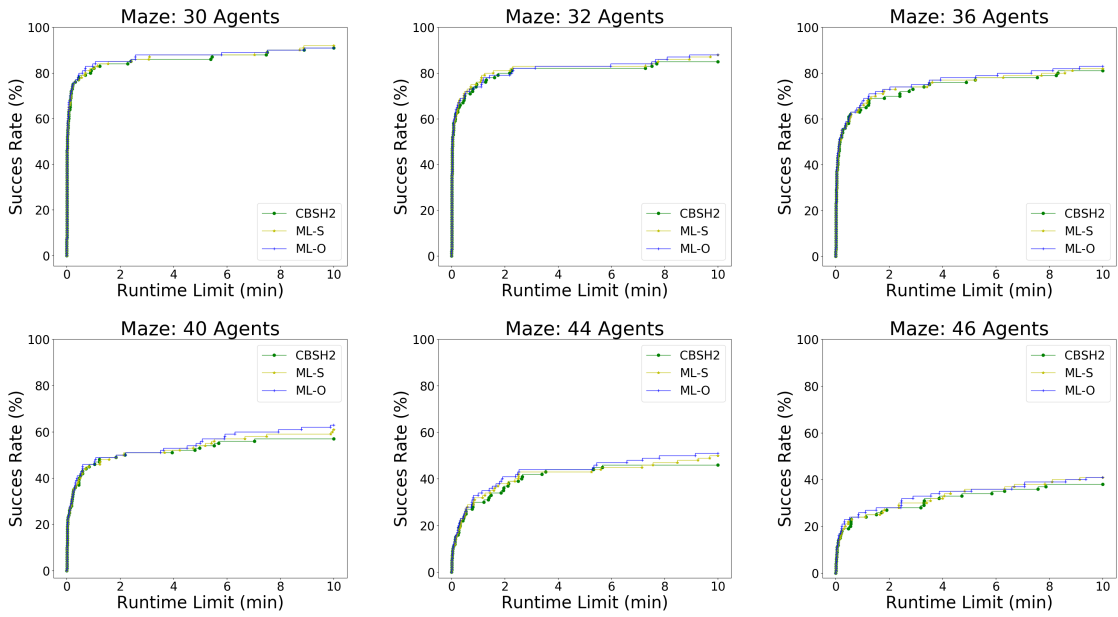 Maze: 30 Agents
Succes Rate (%)
100
80
60
40
20
0
CBSH2
ML-S
ML-O
0 2 4 6 8 10
Runtime Limit (min)
Maze: 32 Agents
Succes Rate (%)
100
80
60
40
20
0
CBSH2
ML-S
ML-O
0 2 4 6 8 10
Runtime Limit (min)
Maze: 36 Agents
Succes Rate (%)
100
80
60
40
20
0
CBSH2
ML-S
ML-O
0 2 4 6 8 10
Runtime Limit (min)
Maze: 40 Agents
Succes Rate (%)
100
80
60
40
20
0
CBSH2
ML-S
ML-O
0 2 4 6 8 10
Runtime Limit (min)
Maze: 44 Agents
Succes Rate (%)
100
80
60
40
20
0
CBSH2
ML-S
ML-O
0 2 4 6 8 10
Runtime Limit (min)
Maze: 46 Agents
Succes Rate (%)
100
80
60
40
20
0
CBSH2
ML-S
ML-O
0 2 4 6 8 10
Runtime Limit (min)